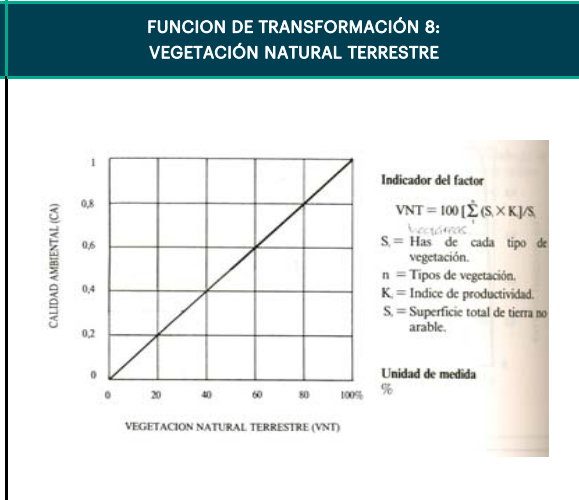 FUNCION DE TRANSFORMACIÓN 8:
VEGETACIÓN NATURAL TERRESTRE
CALIDAD AMBIENTAL (CA)
1
0,8
0,6
0,4
0,2
0
0 20 40 60 80 100%
VEGETACION NATURAL TERRESTRE (VNT)
Indicador del factor
VNT = 100 [Σ (Sᵢ × Kᵢ]/Sₜ
Sᵢ = Has de cada tipo de
vegetación.
n = Tipos de vegetación.
Kᵢ = Indice de productividad.
Sₜ = Superficie total de tierra no
arable.
Unidad de medida
%